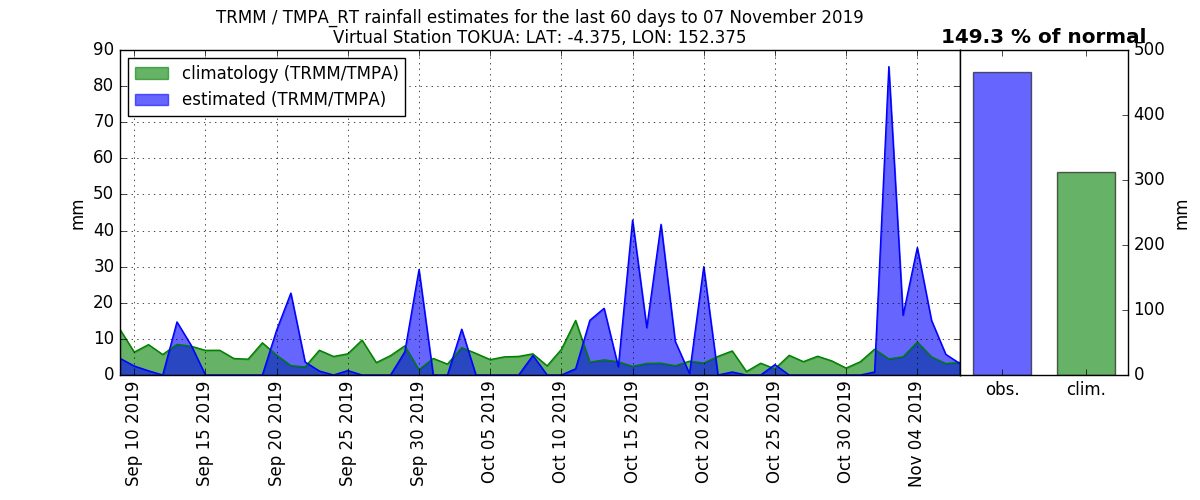 TRMM / TMPA_RT rainfall estimates for the last 60 days to 07 November 2019
Virtual Station TOKUA: LAT: -4.375, LON: 152.375
149.3 % of normal
climatology (TRMM/TMPA)
estimated (TRMM/TMPA)
mm
90
80
70
60
50
40
30
20
10
0
Sep 10 2019
Sep 15 2019
Sep 20 2019
Sep 25 2019
Sep 30 2019
Oct 05 2019
Oct 10 2019
Oct 15 2019
Oct 20 2019
Oct 25 2019
Oct 30 2019
Nov 04 2019
500
400
300
200
100
0
mm
obs.
clim.